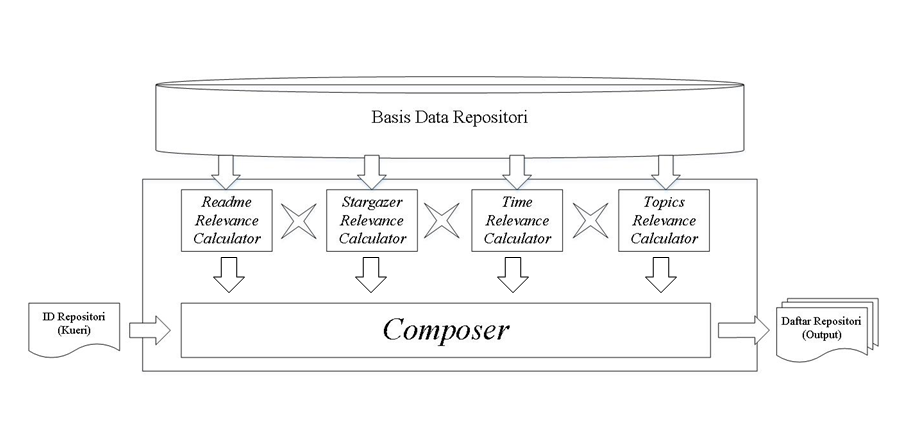 Basis Data Repositori
Readme
Relevance
Calculator
Stargazer
Relevance
Calculator
Time
Relevance
Calculator
Topics
Relevance
Calculator
ID Repositori
(Kueri)
Composer
Daftar Repositori
(Output)